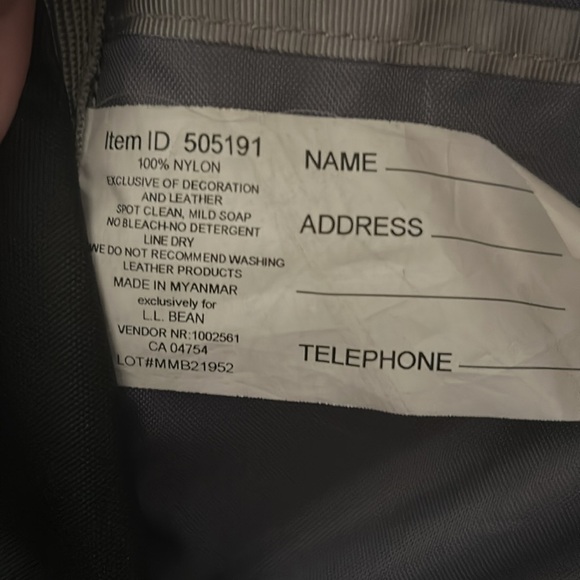 Item ID 505191
100% NYLON
EXCLUSIVE OF DECORATION
AND LEATHER
SPOT CLEAN, MILD SOAP
NO BLEACH-NO DETERGENT
LINE DRY
WE DO NOT RECOMMEND WASHING
LEATHER PRODUCTS
MADE IN MYANMAR
exclusively for
L.L. BEAN
VENDOR NR:1002561
CA 04754
LOT#MMB21952
NAME
ADDRESS
TELEPHONE